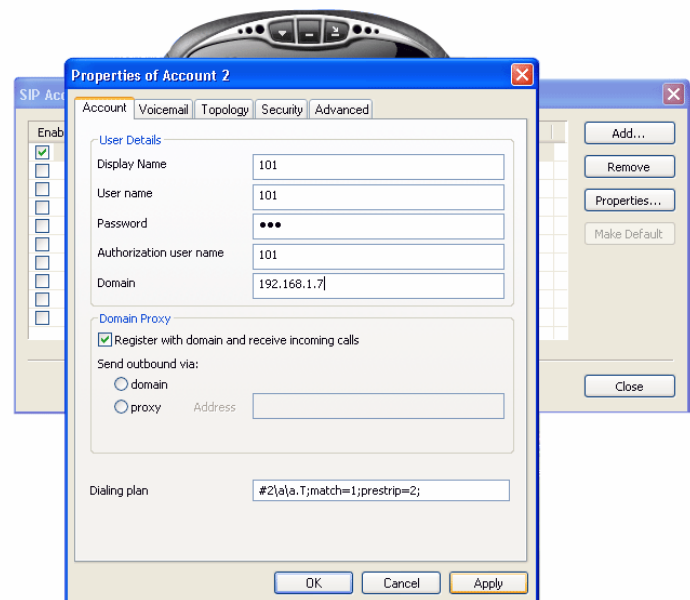 Properties of Account 2
SIP Acc
Account Voicemail Topology Security Advanced
Enab
Add...
User Details
Display Name 101
Remove
User name 101
Properties...
Password ●●●
Make Default
Authorization user name 101
Domain 192.168.1.7
Domain Proxy
Register with domain and receive incoming calls
Send outbound via:
domain
Close
proxy Address
Dialing plan #2\a\a.T;match=1;prestrip=2;
OK Cancel Apply